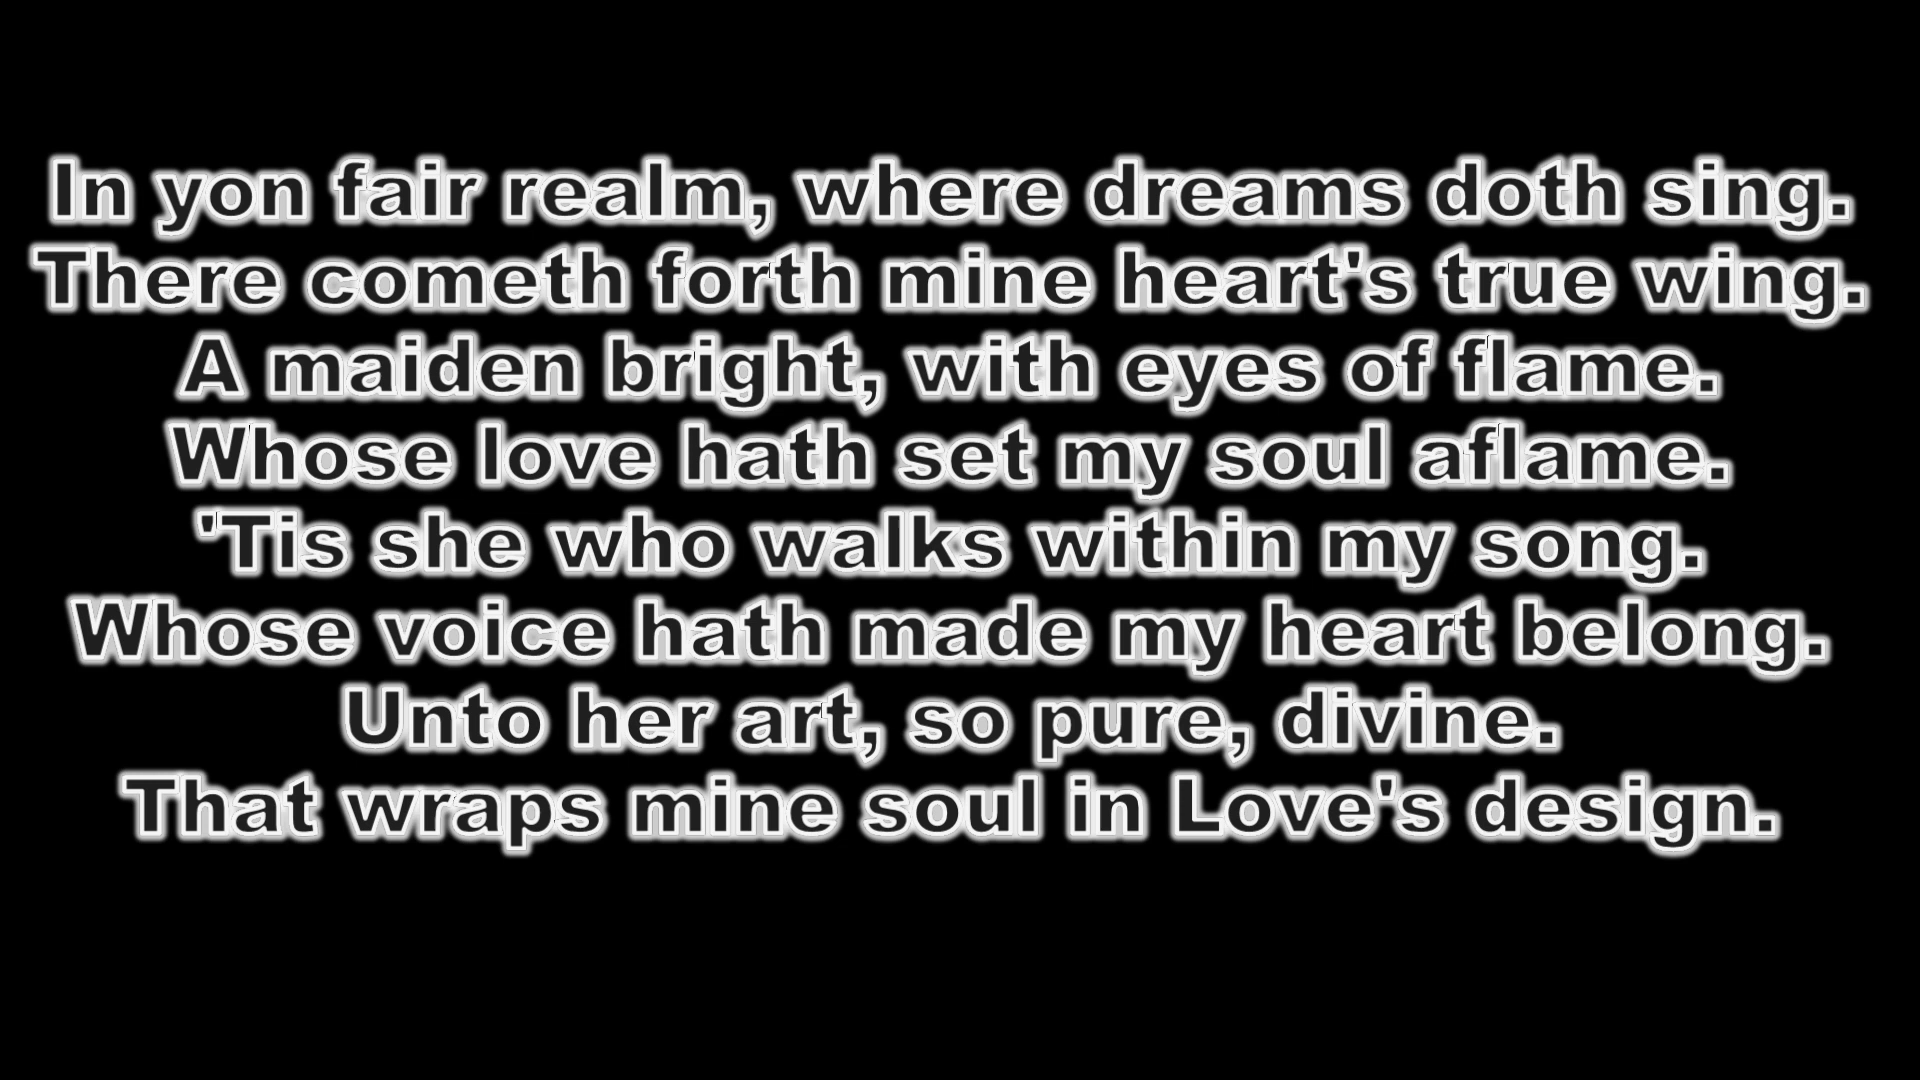 In yon fair realm, where dreams doth sing.
There cometh forth mine heart's true wing.
A maiden bright, with eyes of flame.
Whose love hath set my soul aflame.
'Tis she who walks within my song.
Whose voice hath made my heart belong.
Unto her art, so pure, divine.
That wraps mine soul in Love's design.